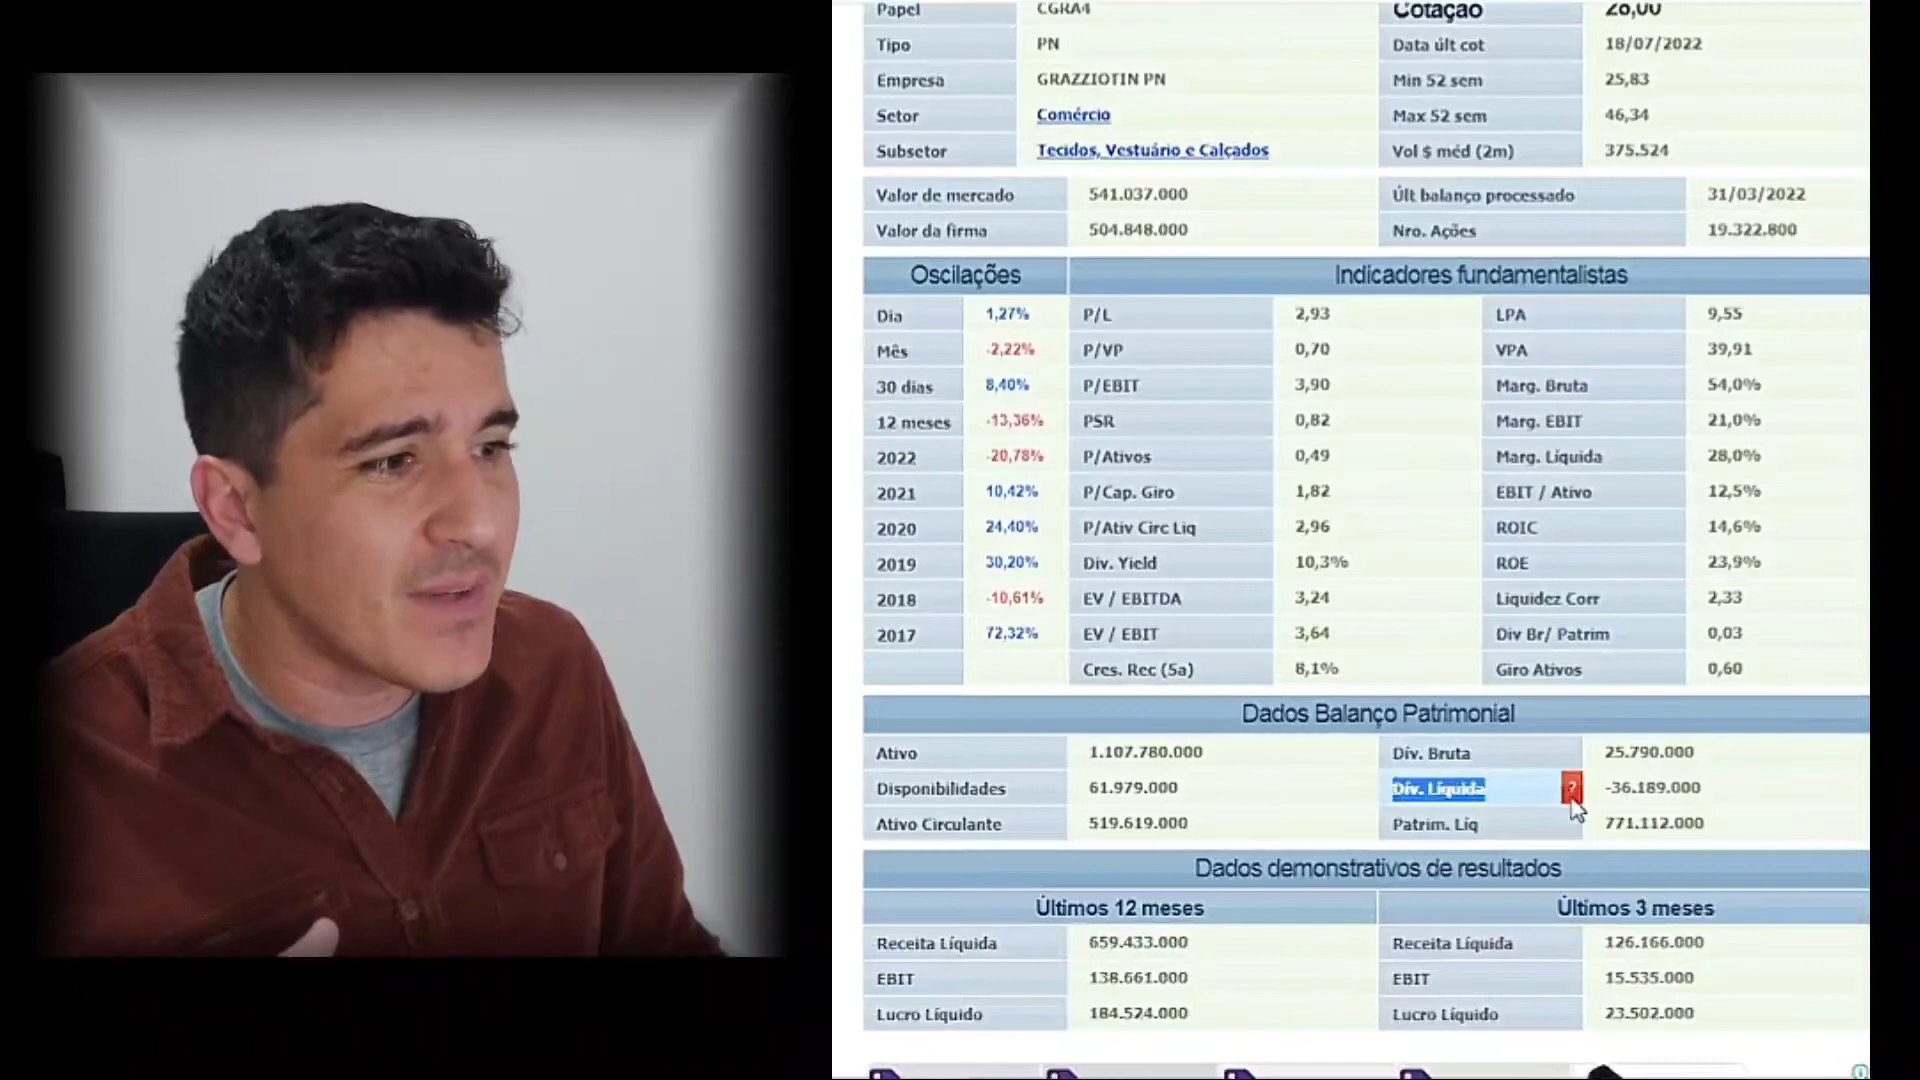 Papel CGRA4 Cotação 28,00
Tipo PN Data últ cot 18/07/2022
Empresa GRAZZIOTIN PN Min 52 sem 25,83
Setor Comércio Max 52 sem 46,34
Subsetor Tecidos, Vestuário e Calçados Vol $ méd (2m) 375.524
Valor de mercado 541.037.000 Últ balanço processado 31/03/2022
Valor da firma 504.848.000 Nro. Ações 19.322.800
Oscilações Indicadores fundamentalistas
Dia 1,27% P/L 2,93 LPA 9,55
Mês -2,22% P/VP 0,70 VPA 39,91
30 dias 8,40% P/EBIT 3,90 Marg. Bruta 54,0%
12 meses -13,36% PSR 0,82 Marg. EBIT 21,0%
2022 -20,78% P/Ativos 0,49 Marg. Líquida 28,0%
2021 10,42% P/Cap. Giro 1,82 EBIT / Ativo 12,5%
2020 24,40% P/Ativ Circ Liq 2,96 ROIC 14,6%
2019 30,20% Div. Yield 10,3% ROE 23,9%
2018 -10,61% EV / EBITDA 3,24 Liquidez Corr 2,33
2017 72,32% EV / EBIT 3,64 Div Br/ Patrim 0,03
Cres. Rec (5a) 8,1% Giro Ativos 0,60
Dados Balanço Patrimonial
Ativo 1.107.780.000 Dív. Bruta 25.790.000
Disponibilidades 61.979.000 Dív. Líquida ? -36.189.000
Ativo Circulante 519.619.000 Patrim. Líq 771.112.000
Dados demonstrativos de resultados
Últimos 12 meses Últimos 3 meses
Receita Líquida 659.433.000 Receita Líquida 126.166.000
EBIT 138.661.000 EBIT 15.535.000
Lucro Líquido 184.524.000 Lucro Líquido 23.502.000